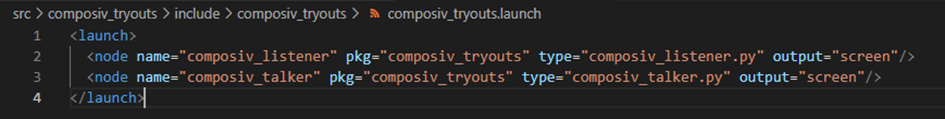 src > composiv_tryouts > include > composiv_tryouts > composiv_tryouts.launch
1 <launch>
2 <node name="composiv_listener" pkg="composiv_tryouts" type="composiv_listener.py" output="screen"/>
3 <node name="composiv_talker" pkg="composiv_tryouts" type="composiv_talker.py" output="screen"/>
4 </launch>